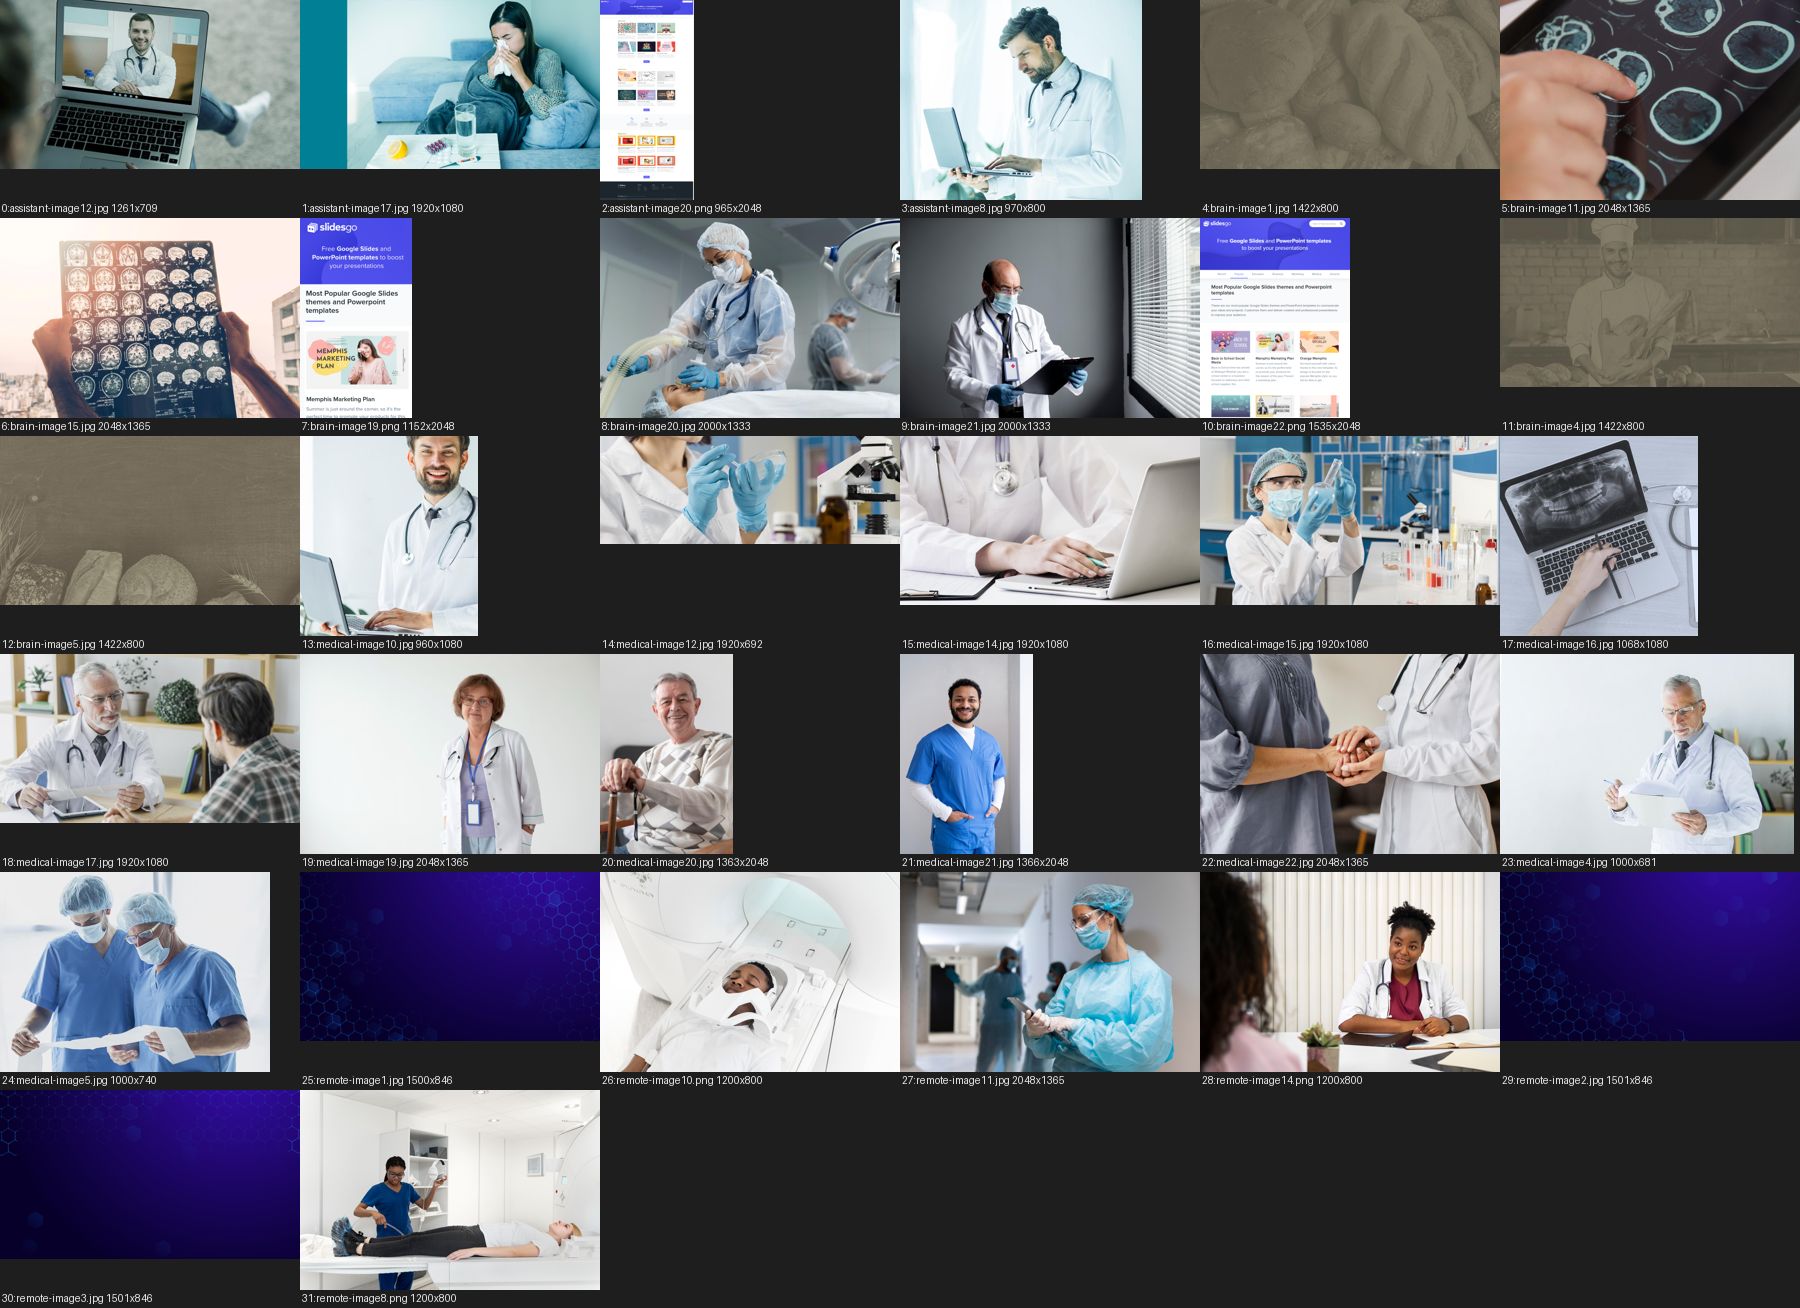 0:assistant-image12.jpg 1261x709
1:assistant-image17.jpg 1920x1080
2:assistant-image20.png 965x2048
3:assistant-image8.jpg 970x800
4:brain-image1.jpg 1422x800
5:brain-image11.jpg 2048x1365
slidesgo
Free Google Slides and
PowerPoint templates to boost
your presentations
Most Popular Google Slides
themes and Powerpoint
templates
MEMPHIS
MARKETING
PLAN
Memphis Marketing Plan
Summer is just around the corner, so it's the
Free Google Slides and PowerPoint templates
to boost your presentations
Most Popular Google Slides themes and Powerpoint
templates
6:brain-image15.jpg 2048x1365
7:brain-image19.png 1152x2048
8:brain-image20.jpg 2000x1333
9:brain-image21.jpg 2000x1333
10:brain-image22.png 1535x2048
11:brain-image4.jpg 1422x800
12:brain-image5.jpg 1422x800
13:medical-image10.jpg 960x1080
14:medical-image12.jpg 1920x692
15:medical-image14.jpg 1920x1080
16:medical-image15.jpg 1920x1080
17:medical-image16.jpg 1068x1080
18:medical-image17.jpg 1920x1080
19:medical-image19.jpg 2048x1365
20:medical-image20.jpg 1363x2048
21:medical-image21.jpg 1366x2048
22:medical-image22.jpg 2048x1365
23:medical-image4.jpg 1000x681
24:medical-image5.jpg 1000x740
25:remote-image1.jpg 1500x846
26:remote-image10.png 1200x800
27:remote-image11.jpg 2048x1365
28:remote-image14.png 1200x800
29:remote-image2.jpg 1501x846
30:remote-image3.jpg 1501x846
31:remote-image8.png 1200x800